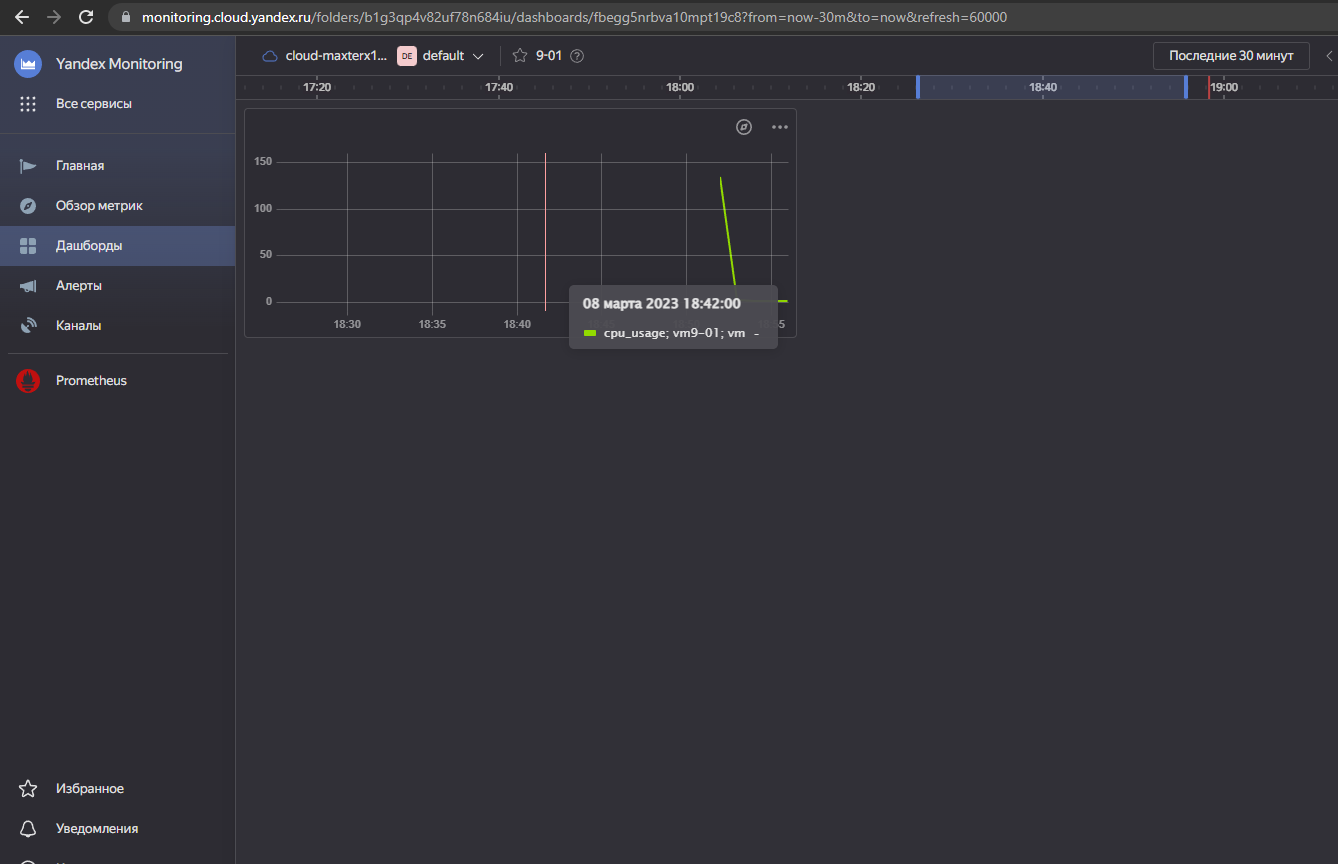 monitoring.cloud.yandex.ru/folders/b1g3qp4v82uf78n684iu/dashboards/fbegg5nrbva10mpt19c8?from=now-30m&to=now&refresh=60000
Yandex Monitoring
Все сервисы
Главная
Обзор метрик
Дашборды
Алерты
Каналы
Prometheus
Избранное
Уведомления
cloud-maxterx1... DE default 9-01 ?
Последние 30 минут
17:20 17:40 18:00 18:20 18:40 19:00
150
100
50
0
18:30 18:35 18:40
08 марта 2023 18:42:00
cpu_usage; vm9-01; vm -